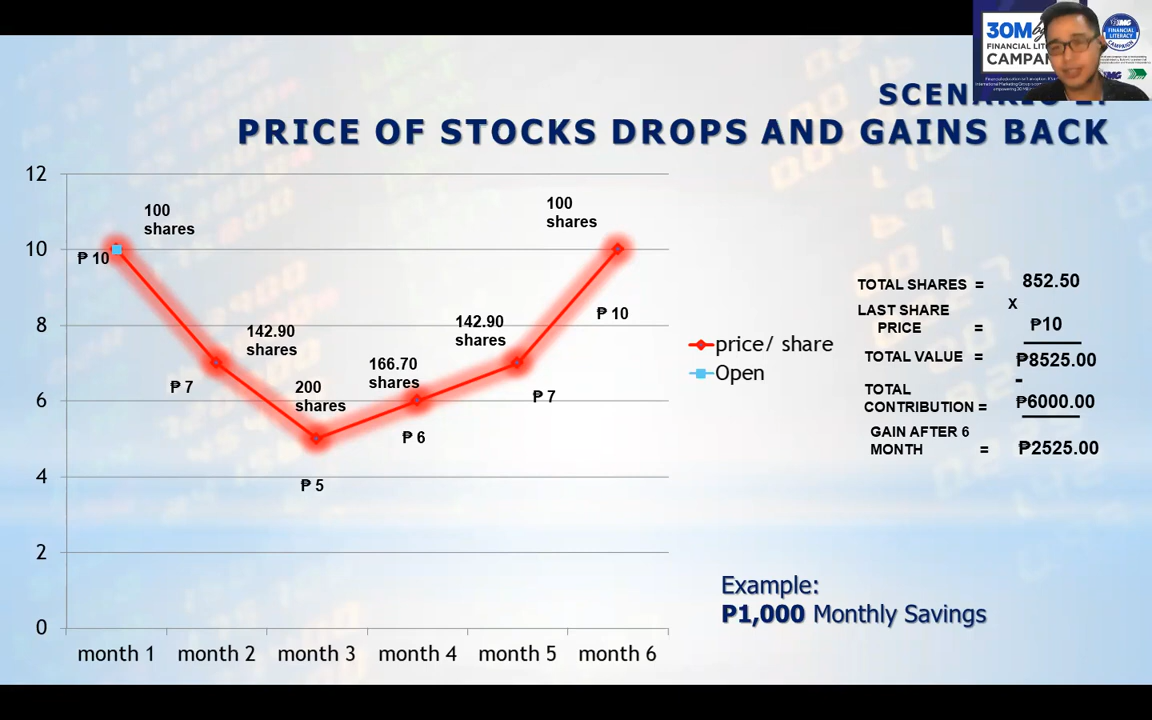 30M
FINANCIAL
CAMPA
IMG
FINANCIAL
LITERACY
CAMPAIGN
IMG
PRICE OF STOCKS DROPS AND GAINS BACK
12
10
8
6
4
2
0
100
shares
₱ 10
142.90
shares
₱ 7
200
shares
₱ 5
166.70
shares
₱ 6
142.90
shares
₱ 7
100
shares
₱ 10
month 1 month 2 month 3 month 4 month 5 month 6
price/ share
Open
TOTAL SHARES = 852.50
X
LAST SHARE
PRICE = ₱10
TOTAL VALUE = ₱8525.00
-
TOTAL
CONTRIBUTION = ₱6000.00
GAIN AFTER 6
MONTH = ₱2525.00
Example:
P1,000 Monthly Savings